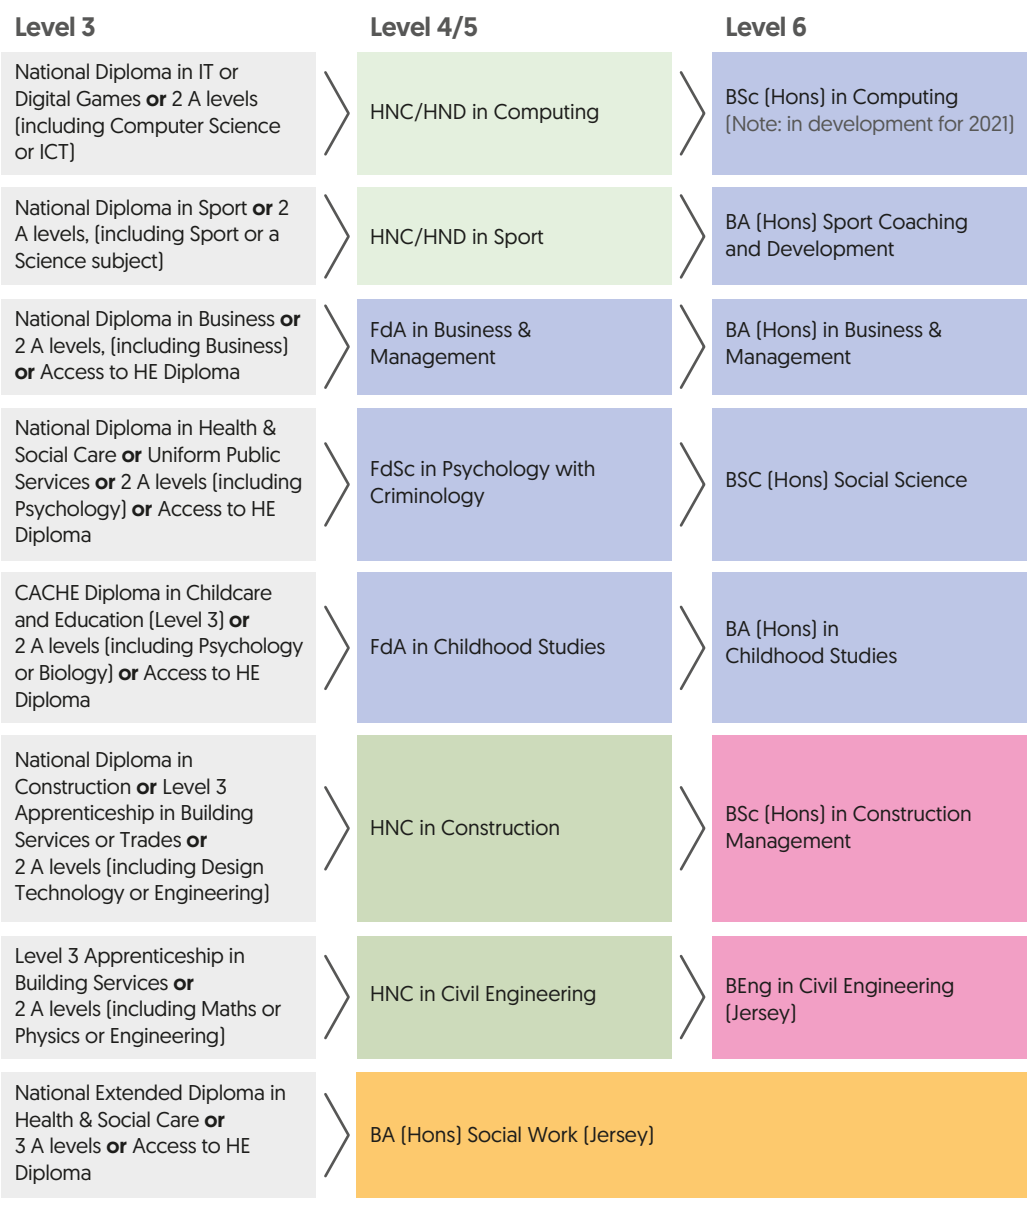 Level 3
Level 4/5
Level 6
National Diploma in IT or
Digital Games or 2 A levels
(including Computer Science
or ICT)
HNC/HND in Computing
BSc (Hons) in Computing
(Note: in development for 2021)
National Diploma in Sport or 2
A levels, (including Sport or a
Science subject)
HNC/HND in Sport
BA (Hons) Sport Coaching
and Development
National Diploma in Business or
2 A levels, (including Business)
or Access to HE Diploma
FdA in Business &
Management
BA (Hons) in Business &
Management
National Diploma in Health &
Social Care or Uniform Public
Services or 2 A levels (including
Psychology) or Access to HE
Diploma
FdSc in Psychology with
Criminology
BSC (Hons) Social Science
CACHE Diploma in Childcare
and Education (Level 3) or
2 A levels (including Psychology
or Biology) or Access to HE
Diploma
FdA in Childhood Studies
BA (Hons) in
Childhood Studies
National Diploma in
Construction or Level 3
Apprenticeship in Building
Services or Trades or
2 A levels (including Design
Technology or Engineering)
HNC in Construction
BSc (Hons) in Construction
Management
Level 3 Apprenticeship in
Building Services or
2 A levels (including Maths or
Physics or Engineering)
HNC in Civil Engineering
BEng in Civil Engineering
(Jersey)
National Extended Diploma in
Health & Social Care or
3 A levels or Access to HE
Diploma
BA (Hons) Social Work (Jersey)